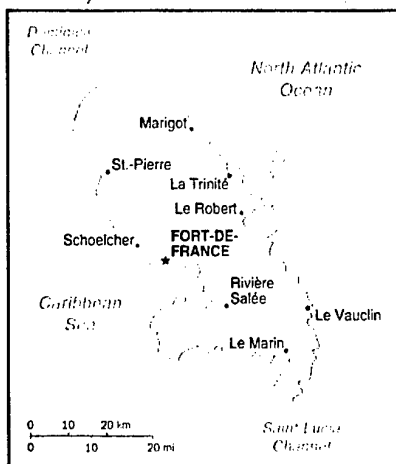 Dominica
Channel
North Atlantic
Ocean
Marigot
St.-Pierre
La Trinité
Le Robert
Schoelcher
FORT-DE-
FRANCE
Caribbean
Sea
Rivière
Salée
Le Vauclin
Le Marin
0 10 20 km
0 10 20 mi
Saint Lucia
Channel